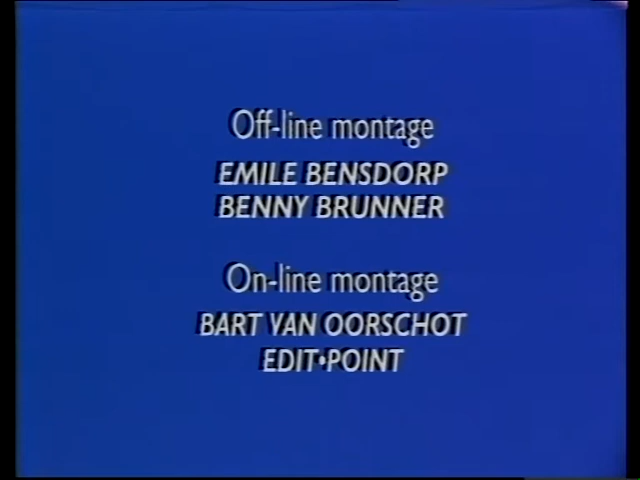 Off-line montage
EMILE BENSDORP
BENNY BRUNNER
On-line montage
BART VAN OORSCHOT
EDIT•POINT